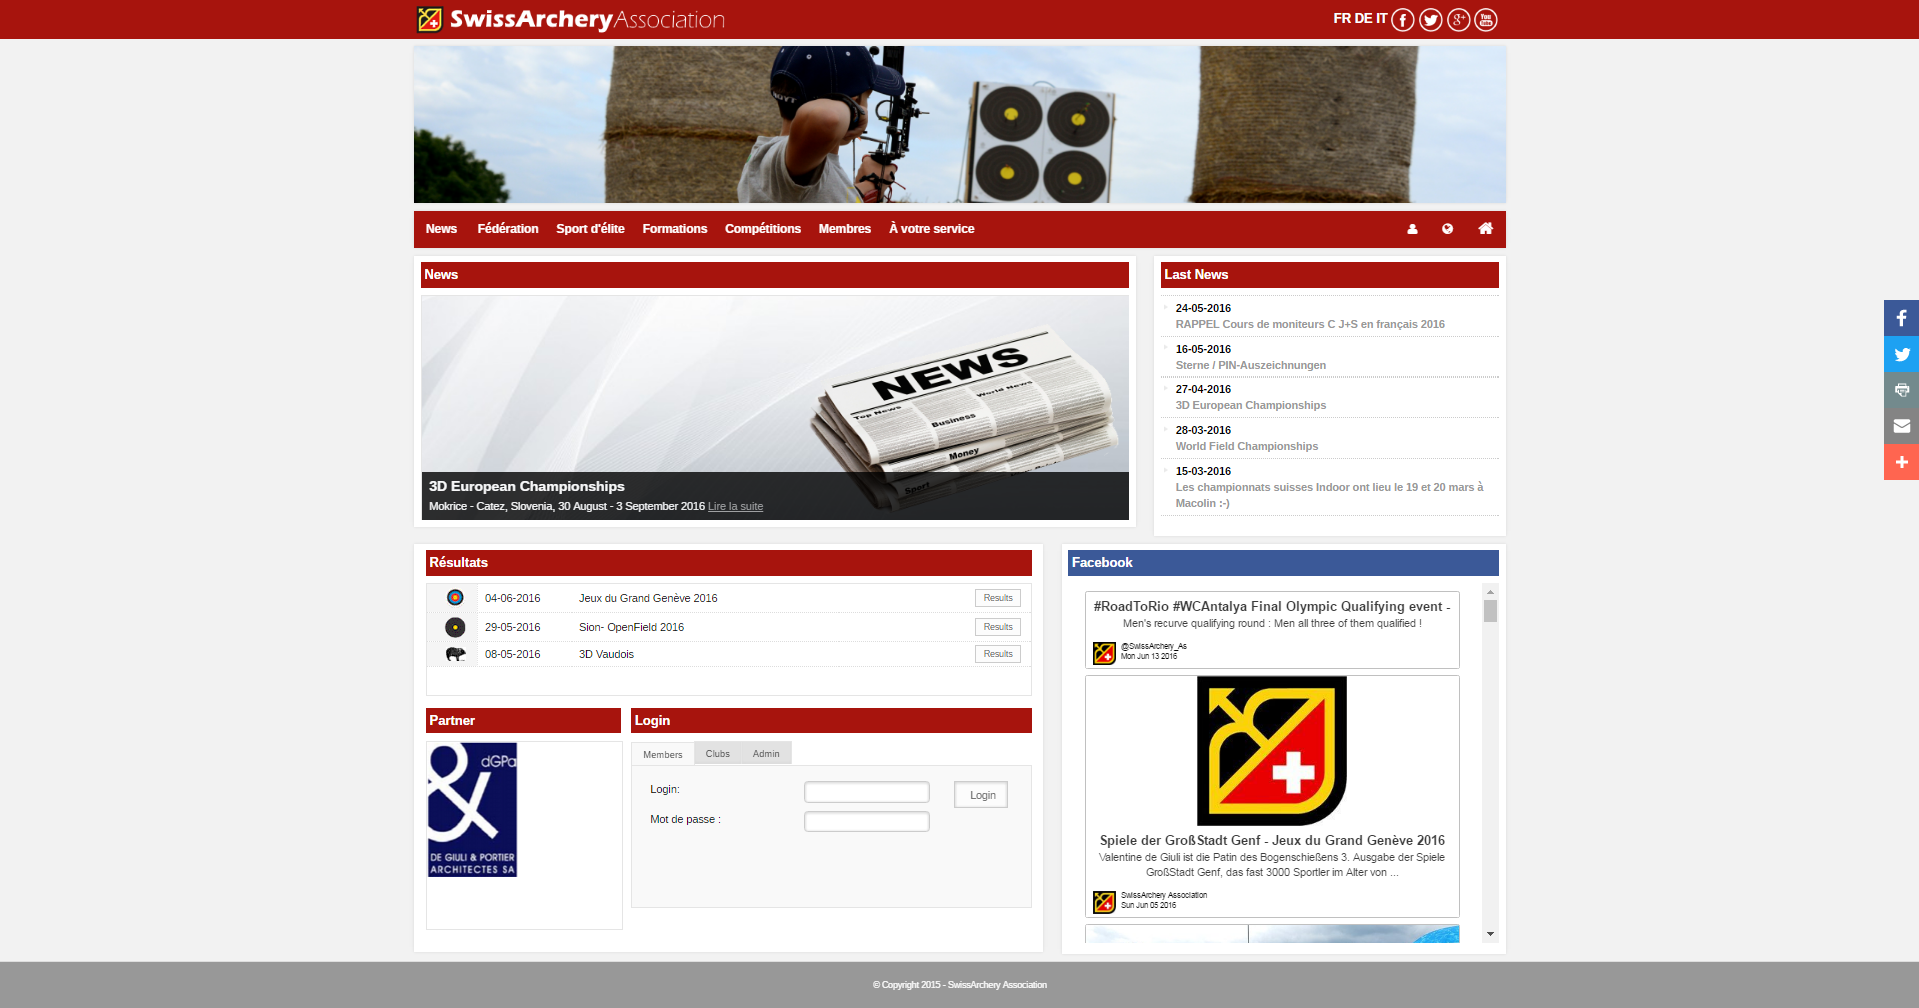 SwissArcheryAssociation
FR DE IT
HOYT
News Fédération Sport d'élite Formations Compétitions Membres À votre service
News
NEWS
Top News
World News
Business
Money
Sport
3D European Championships
Mokrice - Catez, Slovenia, 30 August - 3 September 2016 Lire la suite
Last News
24-05-2016
RAPPEL Cours de moniteurs C J+S en français 2016
16-05-2016
Sterne / PIN-Auszeichnungen
27-04-2016
3D European Championships
28-03-2016
World Field Championships
15-03-2016
Les championnats suisses Indoor ont lieu le 19 et 20 mars à
Macolin :-)
Résultats
04-06-2016 Jeux du Grand Genève 2016 Results
29-05-2016 Sion- OpenField 2016 Results
08-05-2016 3D Vaudois Results
Partner
dGPa
&
DE GIULI & PORTIER
ARCHITECTES SA
Login
Members Clubs Admin
Login:
Login
Mot de passe :
Facebook
#RoadToRio #WCAntalya Final Olympic Qualifying event -
Men's recurve qualifying round : Men all three of them qualified !
@SwissArchery_As
Mon Jun 13 2016
Spiele der GroßStadt Genf - Jeux du Grand Genève 2016
Valentine de Giuli ist die Patin des Bogenschießens 3. Ausgabe der Spiele
GroßStadt Genf, das fast 3000 Sportler im Alter von ...
SwissArchery Association
Sun Jun 05 2016
© Copyright 2015 - SwissArchery Association